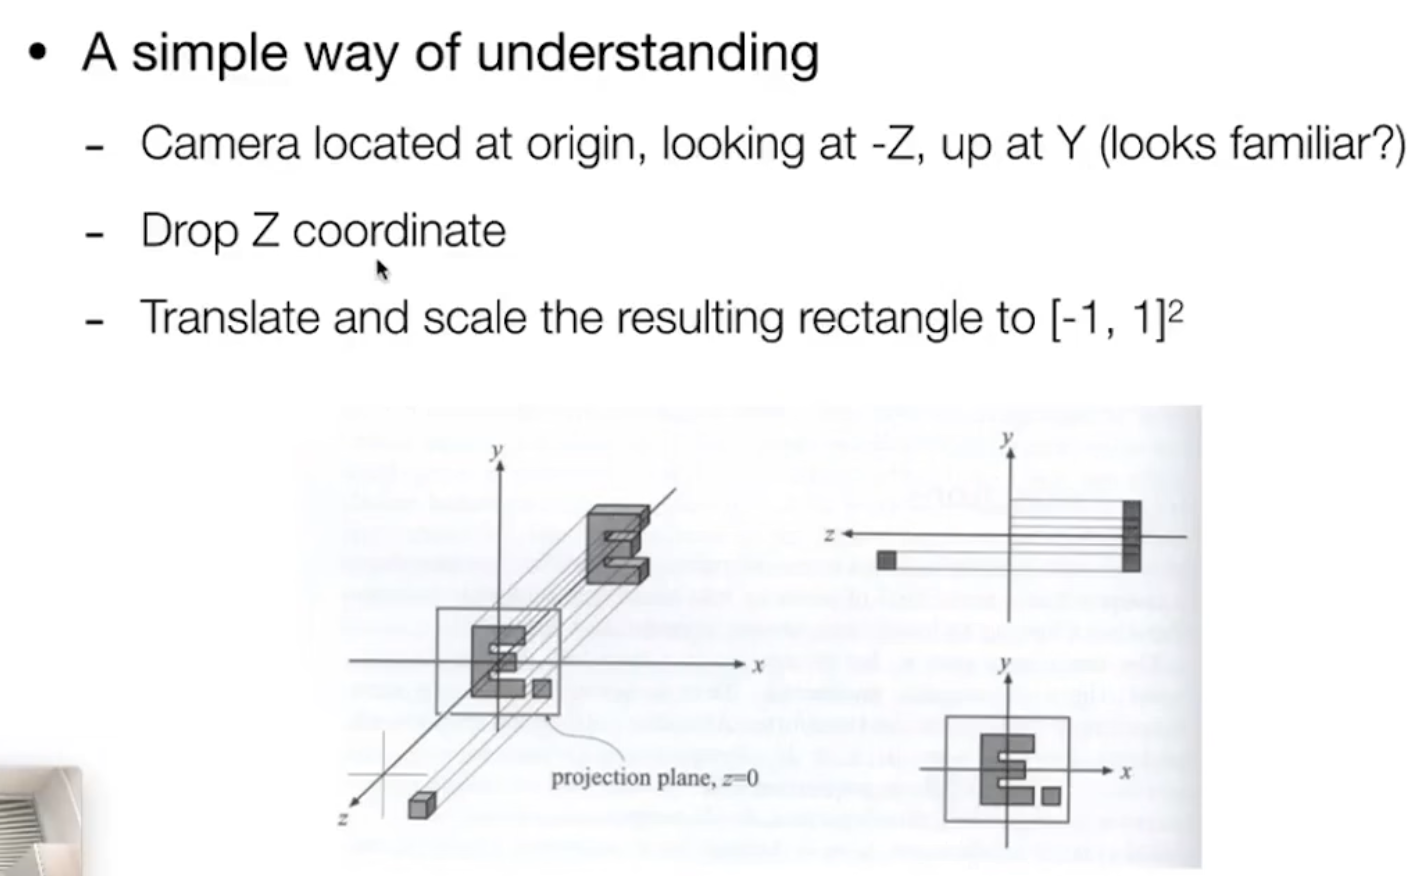 • A simple way of understanding
- Camera located at origin, looking at -Z, up at Y (looks familiar?)
- Drop Z coordinate
- Translate and scale the resulting rectangle to [-1, 1]²
y
x
z
projection plane, z=0
y
z
y
x